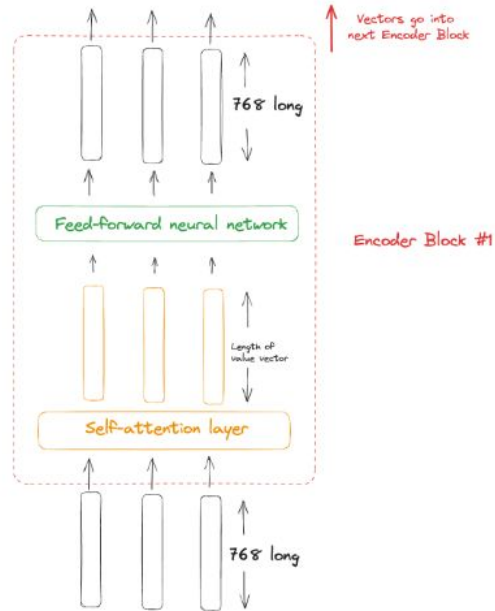 Vectors go into
next Encoder Block
768 long
Feed-forward neural network
Encoder Block #1
Length of
value vector
Self-attention layer
768 long